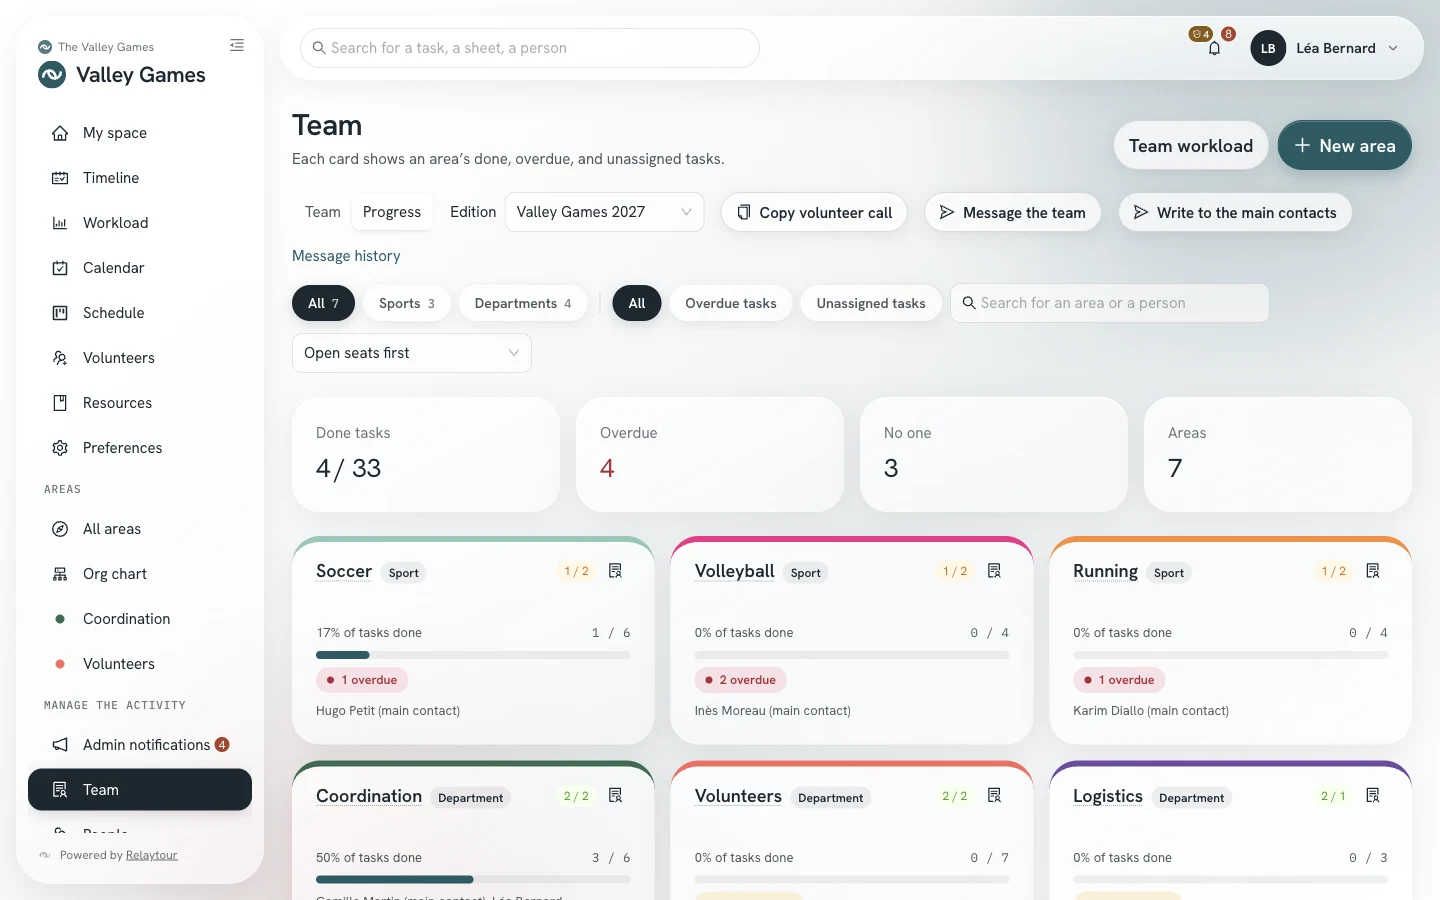 The Valley Games
Valley Games
My space
Timeline
Workload
Calendar
Schedule
Volunteers
Resources
Preferences
AREAS
All areas
Org chart
Coordination
Volunteers
MANAGE THE ACTIVITY
Admin notifications 4
Team
People
Powered by Relaytour
Search for a task, a sheet, a person
4
8
LB
Léa Bernard
Team
Each card shows an area's done, overdue, and unassigned tasks.
Team workload
+ New area
Team
Progress
Edition
Valley Games 2027
Copy volunteer call
Message the team
Write to the main contacts
Message history
All 7
Sports 3
Departments 4
All
Overdue tasks
Unassigned tasks
Search for an area or a person
Open seats first
Done tasks
4 / 33
Overdue
4
No one
3
Areas
7
Soccer Sport 1 / 2
17% of tasks done 1 / 6
1 overdue
Hugo Petit (main contact)
Volleyball Sport 1 / 2
0% of tasks done 0 / 4
2 overdue
Inès Moreau (main contact)
Running Sport 1 / 2
0% of tasks done 0 / 4
1 overdue
Karim Diallo (main contact)
Coordination Department 2 / 2
50% of tasks done 3 / 6
Camille Martin (main contact), Léa Bernard
Volunteers Department 2 / 2
0% of tasks done 0 / 7
Logistics Department 2 / 1
0% of tasks done 0 / 3